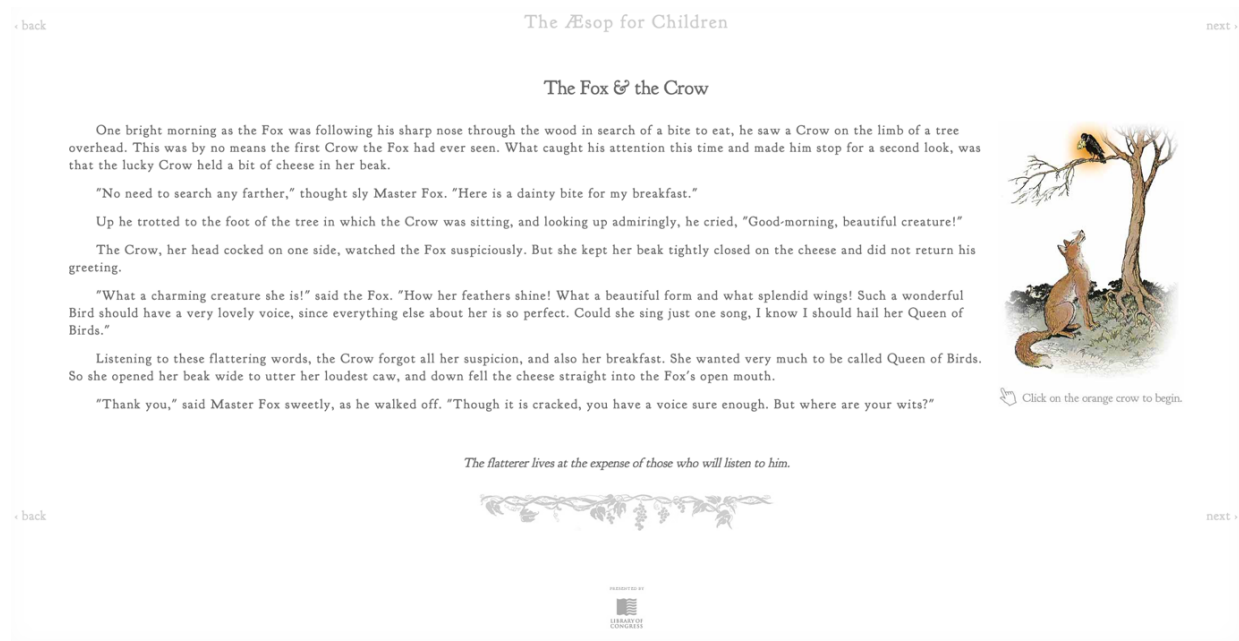 ‹ back
The Æsop for Children
next ›
The Fox & the Crow
One bright morning as the Fox was following his sharp nose through the wood in search of a bite to eat, he saw a Crow on the limb of a tree
overhead. This was by no means the first Crow the Fox had ever seen. What caught his attention this time and made him stop for a second look, was
that the lucky Crow held a bit of cheese in her beak.
"No need to search any farther," thought sly Master Fox. "Here is a dainty bite for my breakfast."
Up he trotted to the foot of the tree in which the Crow was sitting, and looking up admiringly, he cried, "Good-morning, beautiful creature!"
The Crow, her head cocked on one side, watched the Fox suspiciously. But she kept her beak tightly closed on the cheese and did not return his
greeting.
"What a charming creature she is!" said the Fox. "How her feathers shine! What a beautiful form and what splendid wings! Such a wonderful
Bird should have a very lovely voice, since everything else about her is so perfect. Could she sing just one song, I know I should hail her Queen of
Birds."
Listening to these flattering words, the Crow forgot all her suspicion, and also her breakfast. She wanted very much to be called Queen of Birds.
So she opened her beak wide to utter her loudest caw, and down fell the cheese straight into the Fox's open mouth.
"Thank you," said Master Fox sweetly, as he walked off. "Though it is cracked, you have a voice sure enough. But where are your wits?"
Click on the orange crow to begin.
The flatterer lives at the expense of those who will listen to him.
‹ back
next ›
PRESENTED BY
LIBRARY OF
CONGRESS